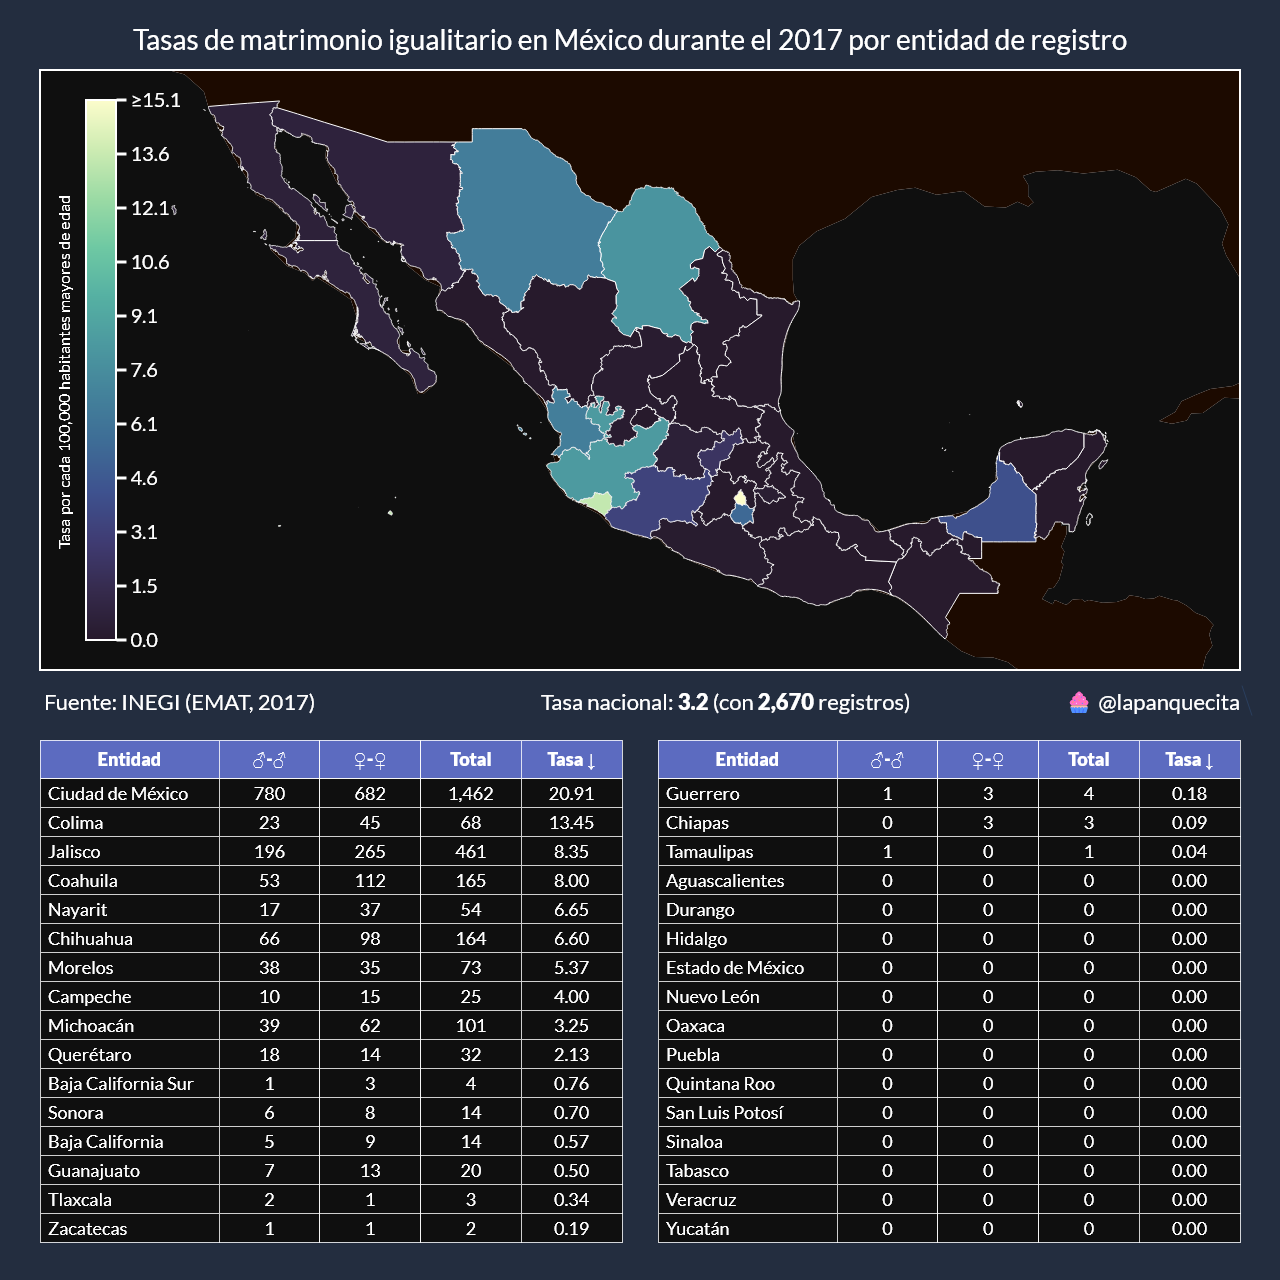 Tasas de matrimonio igualitario en México durante el 2017 por entidad de registro
Tasa por cada 100,000 habitantes mayores de edad
≥15.1
13.6
12.1
10.6
9.1
7.6
6.1
4.6
3.1
1.5
0.0
Fuente: INEGI (EMAT, 2017)
Tasa nacional: 3.2 (con 2,670 registros)
@lapanquecita
Entidad ♂-♂ ♀-♀ Total Tasa ↓
Ciudad de México 780 682 1,462 20.91
Colima 23 45 68 13.45
Jalisco 196 265 461 8.35
Coahuila 53 112 165 8.00
Nayarit 17 37 54 6.65
Chihuahua 66 98 164 6.60
Morelos 38 35 73 5.37
Campeche 10 15 25 4.00
Michoacán 39 62 101 3.25
Querétaro 18 14 32 2.13
Baja California Sur 1 3 4 0.76
Sonora 6 8 14 0.70
Baja California 5 9 14 0.57
Guanajuato 7 13 20 0.50
Tlaxcala 2 1 3 0.34
Zacatecas 1 1 2 0.19
Entidad ♂-♂ ♀-♀ Total Tasa ↓
Guerrero 1 3 4 0.18
Chiapas 0 3 3 0.09
Tamaulipas 1 0 1 0.04
Aguascalientes 0 0 0 0.00
Durango 0 0 0 0.00
Hidalgo 0 0 0 0.00
Estado de México 0 0 0 0.00
Nuevo León 0 0 0 0.00
Oaxaca 0 0 0 0.00
Puebla 0 0 0 0.00
Quintana Roo 0 0 0 0.00
San Luis Potosí 0 0 0 0.00
Sinaloa 0 0 0 0.00
Tabasco 0 0 0 0.00
Veracruz 0 0 0 0.00
Yucatán 0 0 0 0.00